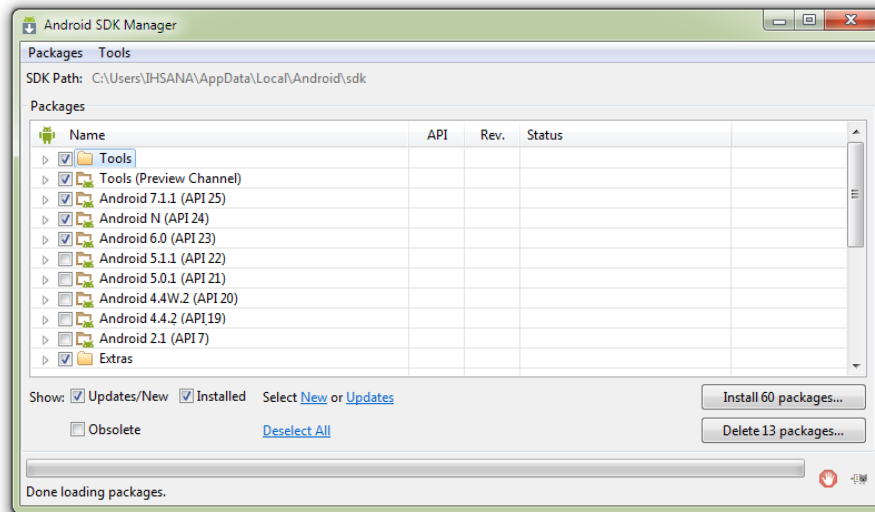 Android SDK Manager
Packages Tools
SDK Path: C:\Users\IHSANA\AppData\Local\Android\sdk
Packages
Name API Rev. Status
Tools
Tools (Preview Channel)
Android 7.1.1 (API 25)
Android N (API 24)
Android 6.0 (API 23)
Android 5.1.1 (API 22)
Android 5.0.1 (API 21)
Android 4.4W.2 (API 20)
Android 4.4.2 (API 19)
Android 2.1 (API 7)
Extras
Show: Updates/New Installed Select New or Updates Install 60 packages...
Obsolete Deselect All Delete 13 packages...
Done loading packages.